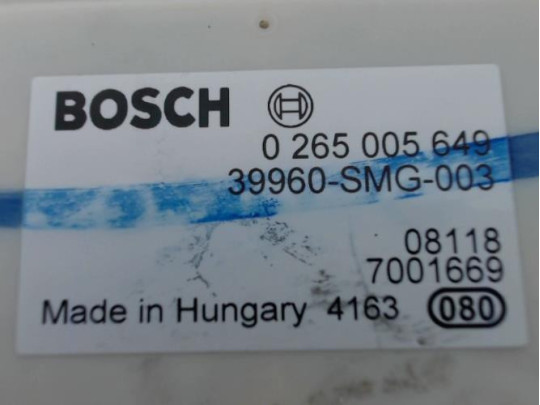 BOSCH
0 265 005 649
39960-SMG-003
08118
7001669
Made in Hungary 4163 080